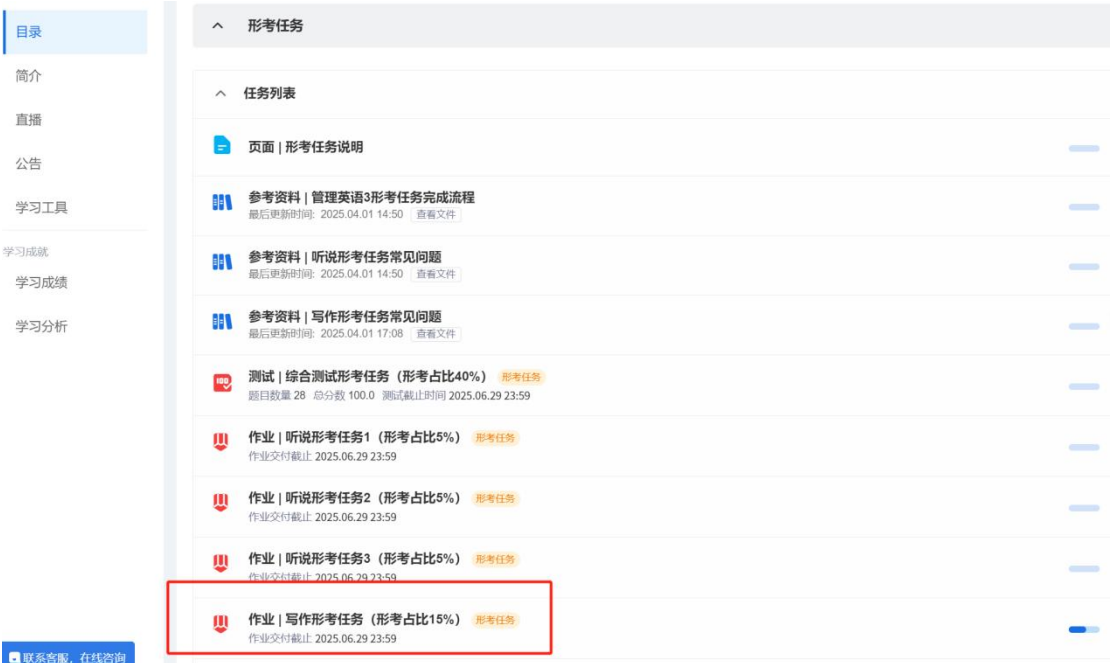 目录
简介
直播
公告
学习工具
学习成就
学习成绩
学习分析
联系客服，在线咨询
形考任务
任务列表
页面 | 形考任务说明
参考资料 | 管理英语3形考任务完成流程
最后更新时间: 2025.04.01 14:50 查看文件
参考资料 | 听说形考任务常见问题
最后更新时间: 2025.04.01 14:50 查看文件
参考资料 | 写作形考任务常见问题
最后更新时间: 2025.04.01 17:08 查看文件
测试 | 综合测试形考任务（形考占比40%） 形考任务
题目数量 28 总分数 100.0 测试截止时间 2025.06.29 23:59
作业 | 听说形考任务1（形考占比5%） 形考任务
作业交付截止 2025.06.29 23:59
作业 | 听说形考任务2（形考占比5%） 形考任务
作业交付截止 2025.06.29 23:59
作业 | 听说形考任务3（形考占比5%） 形考任务
作业交付截止 2025.06.29 23:59
作业 | 写作形考任务（形考占比15%） 形考任务
作业交付截止 2025.06.29 23:59